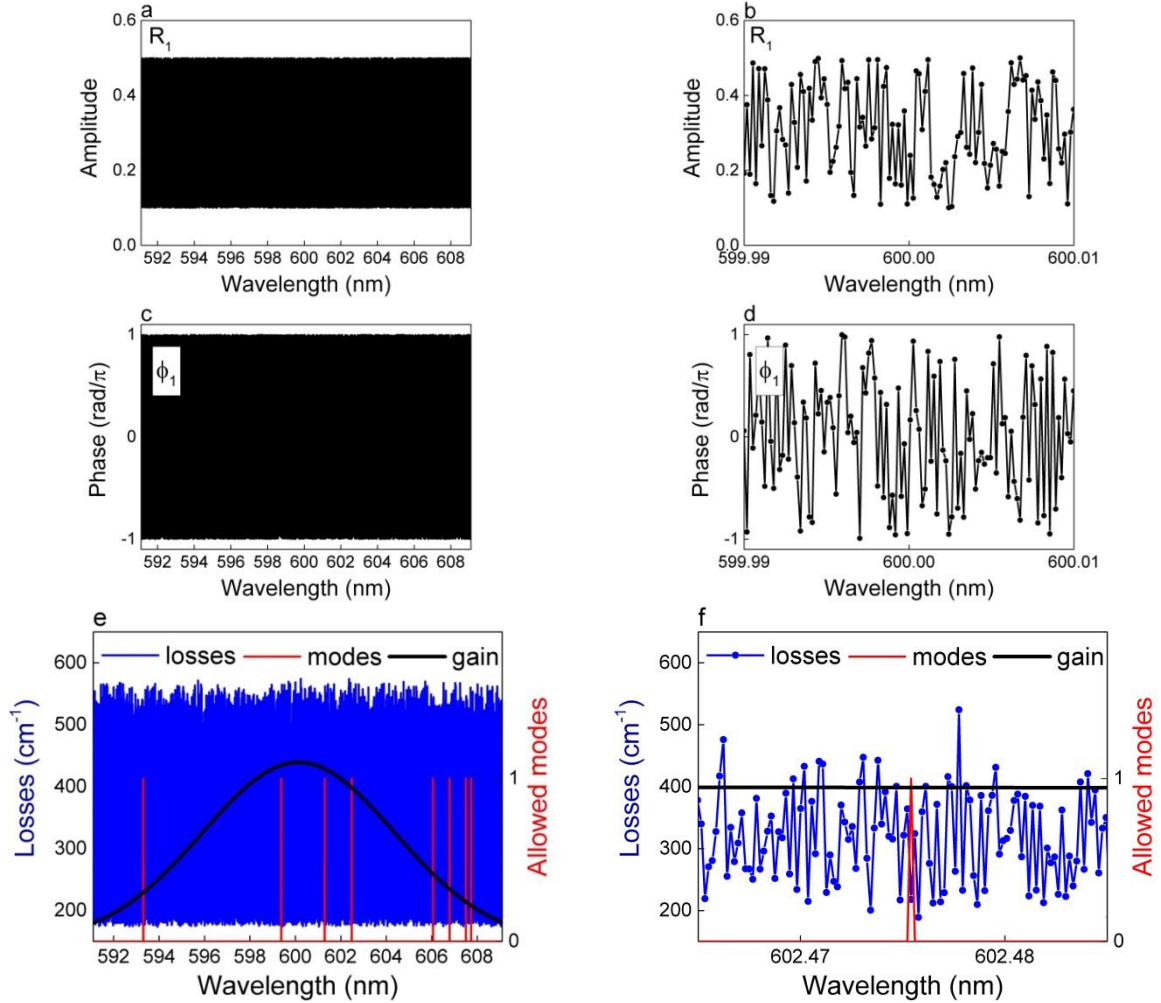 a
R₁
Amplitude
0.6
0.4
0.2
0.0
592 594 596 598 600 602 604 606 608
Wavelength (nm)
b
R₁
Amplitude
0.6
0.4
0.2
0.0
599.99 600.00 600.01
Wavelength (nm)
c
ϕ₁
Phase (rad/π)
1
0
-1
592 594 596 598 600 602 604 606 608
Wavelength (nm)
d
ϕ₁
Phase (rad/π)
1
0
-1
599.99 600.00 600.01
Wavelength (nm)
e
losses modes gain
Losses (cm⁻¹)
600
500
400
300
200
1
0
Allowed modes
592 594 596 598 600 602 604 606 608
Wavelength (nm)
f
losses modes gain
Losses (cm⁻¹)
600
500
400
300
200
1
0
Allowed modes
602.47 602.48
Wavelength (nm)